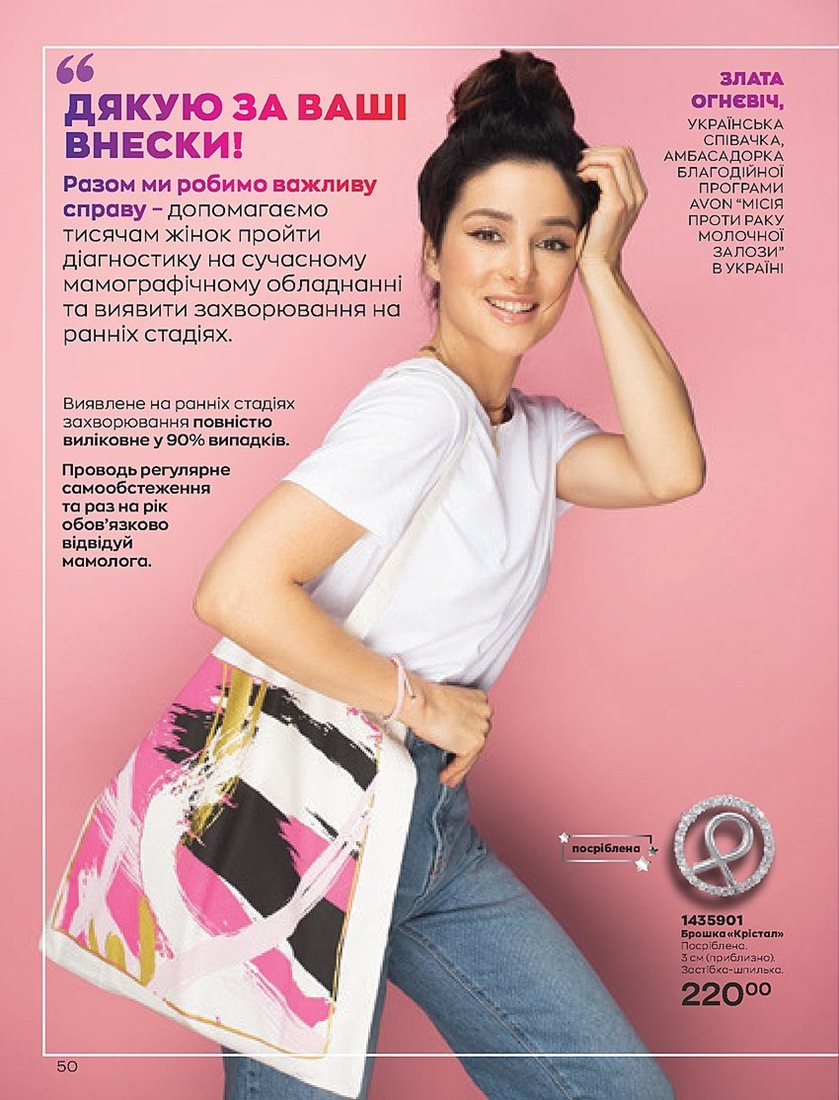 “
ДЯКУЮ ЗА ВАШІ
ВНЕСКИ!
Разом ми робимо важливу
справу – допомагаємо
тисячам жінок пройти
діагностику на сучасному
мамографічному обладнанні
та виявити захворювання на
ранніх стадіях.
Виявлене на ранніх стадіях
захворювання повністю
виліковне у 90% випадків.
Проводь регулярне
самообстеження
та раз на рік
обов’язково
відвідуй
мамолога.
ЗЛАТА
ОГНЄВІЧ,
УКРАЇНСЬКА
СПІВАЧКА,
АМБАСАДОРКА
БЛАГОДІЙНОЇ
ПРОГРАМИ
AVON “МІСІЯ
ПРОТИ РАКУ
МОЛОЧНОЇ
ЗАЛОЗИ”
В УКРАЇНІ
посріблена
1435901
Брошка «Крістал»
Посріблена.
3 см (приблизно).
Застібка-шпилька.
220⁰⁰
50